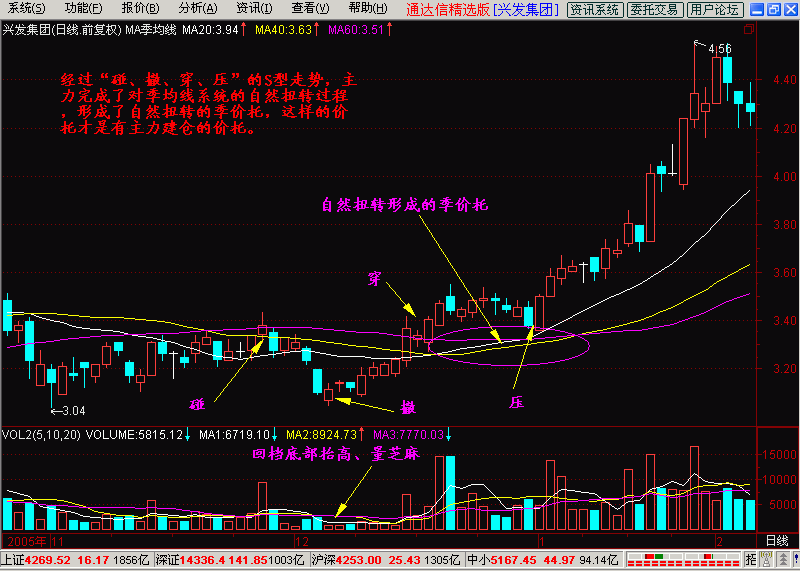 系统(S) 功能(F) 报价(B) 分析(A) 资讯(I) 查看(V) 帮助(H) 通达信精选版 [兴发集团] 资讯系统 委托交易 用户论坛
兴发集团(日线.前复权) MA季均线 MA20:3.94↑ MA40:3.63↑ MA60:3.51↑
←4.56
经过“碰、撤、穿、压”的S型走势，主
力完成了对季均线系统的自然扭转过程
，形成了自然扭转的季价托，这样的价
托才是有主力建仓的价托。
4.40
4.20
4.00
3.80
3.60
3.40
3.20
自然扭转形成的季价托
穿
碰
撤
压
←3.04
VOL2(5,10,20) VOLUME:5815.12↓ MA1:6719.10↓ MA2:8924.73↑ MA3:7770.03↓
回档底部抬高、量芝麻
15000
10000
5000
2005年 11 12 1 2 日线
上证4269.52 16.17 1856亿 深证14336.4 141.85 1003亿 沪深4253.00 25.43 1305亿 中小5167.45 44.97 94.14亿 招